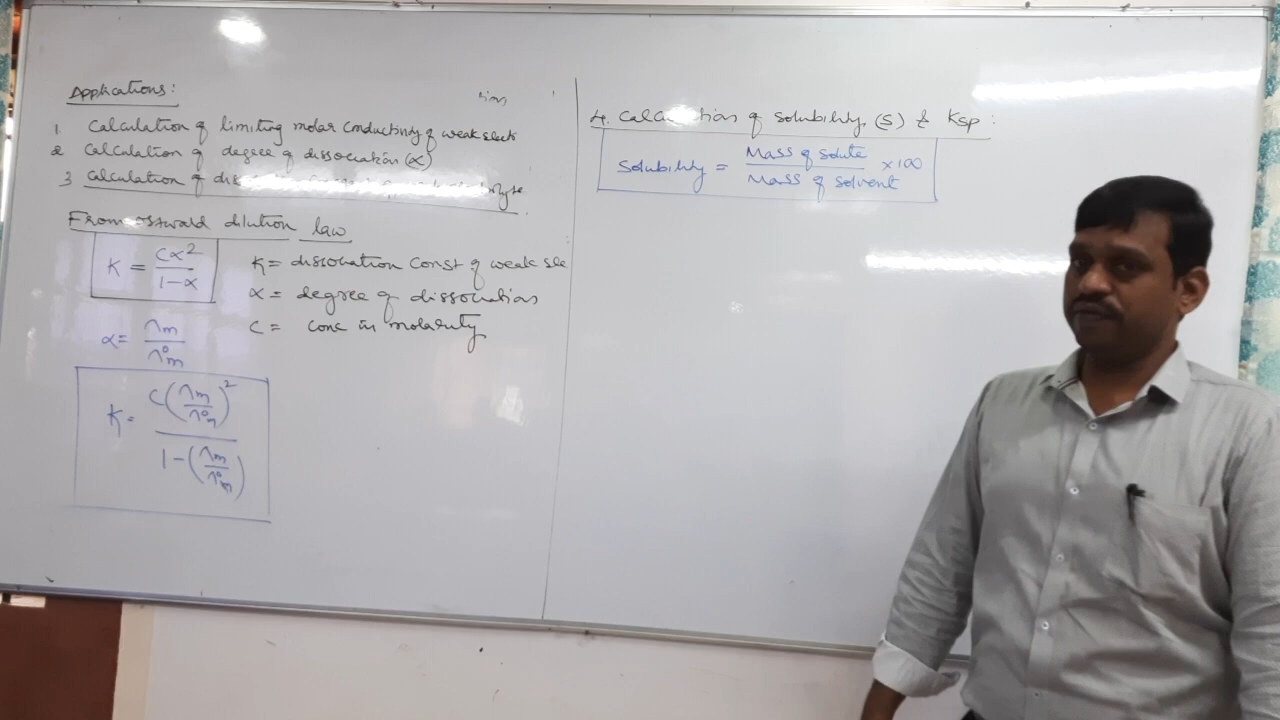 Applications:
1 Calculation of limiting molar conductivity of weak elects
2 Calculation of degree of dissociation (α)
3 Calculation of
From ostward dilution law
K = Cα² / 1-α
K = dissociation const of weak ele
α = degree of dissociation
C = conc in molarity
α = Λm / Λ°m
K = C(Λm/Λ°m)² / 1-(Λm/Λ°m)
tion
4. Calculation of solubility (S) & Ksp :
Solubility = Mass of solute / Mass of solvent ×100